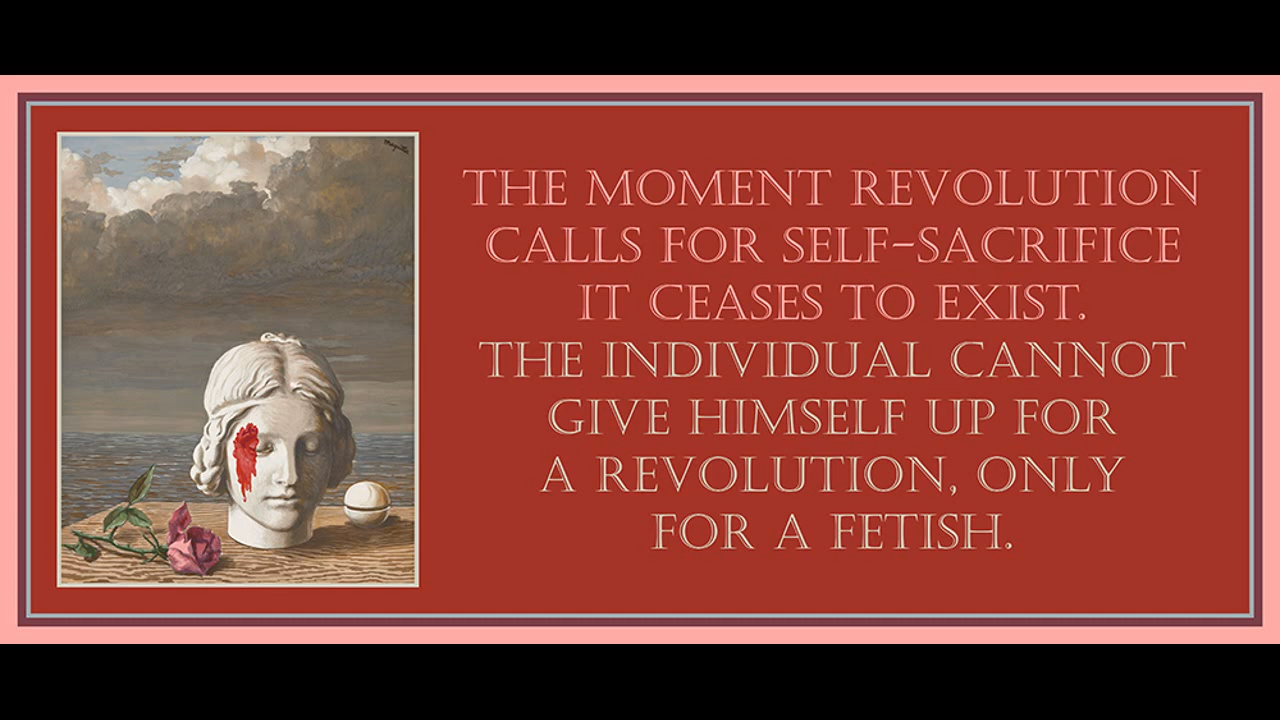 Magritte
THE MOMENT REVOLUTION
CALLS FOR SELF-SACRIFICE
IT CEASES TO EXIST.
THE INDIVIDUAL CANNOT
GIVE HIMSELF UP FOR
A REVOLUTION, ONLY
FOR A FETISH.